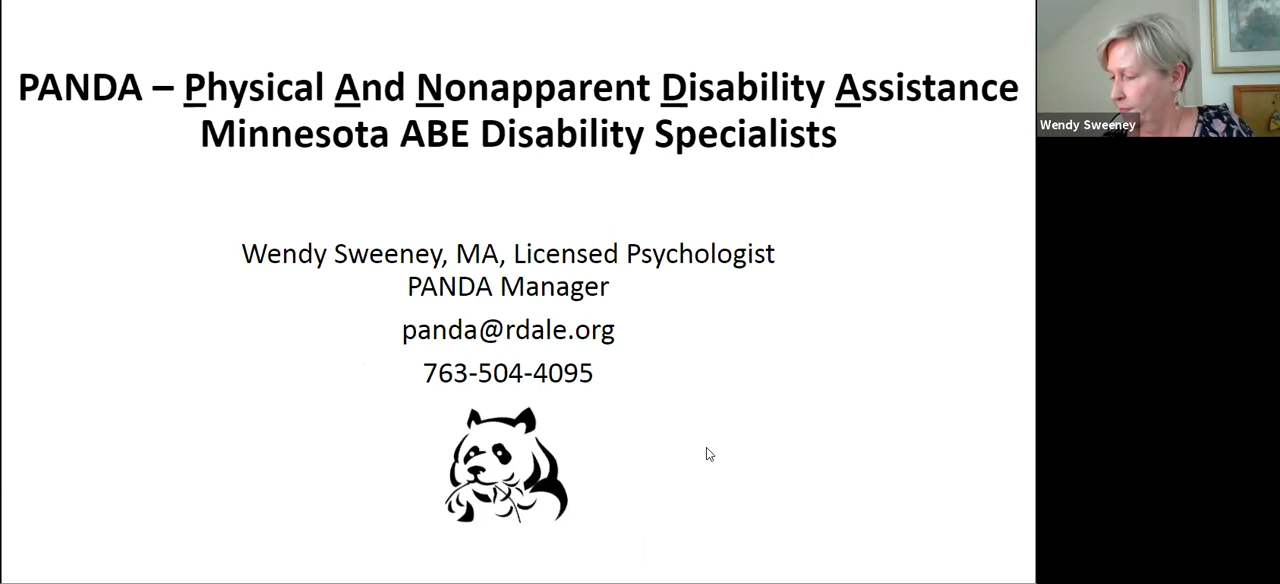 PANDA – Physical And Nonapparent Disability Assistance
Minnesota ABE Disability Specialists
Wendy Sweeney, MA, Licensed Psychologist
PANDA Manager
panda@rdale.org
763-504-4095
Wendy Sweeney